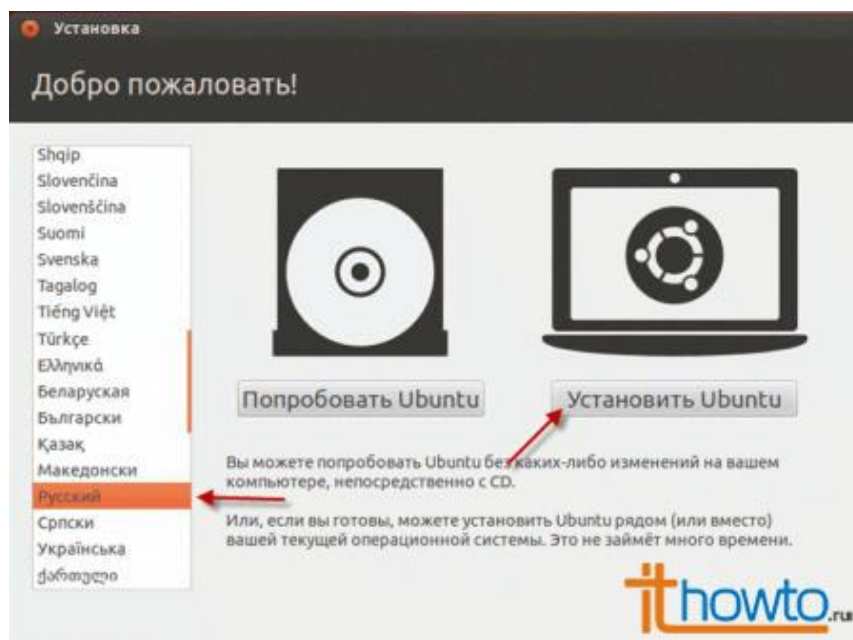 Установка
Добро пожаловать!
Shqip
Slovenčina
Slovenščina
Suomi
Svenska
Tagalog
Tiếng Việt
Türkçe
Ελληνικά
Беларуская
Български
Қазақ
Македонски
Русский
Српски
Українська
ქართული
Попробовать Ubuntu
Установить Ubuntu
Вы можете попробовать Ubuntu без каких-либо изменений на вашем
компьютере, непосредственно с CD.
Или, если вы готовы, можете установить Ubuntu рядом (или вместо)
вашей текущей операционной системы. Это не займёт много времени.
ithowto.ru